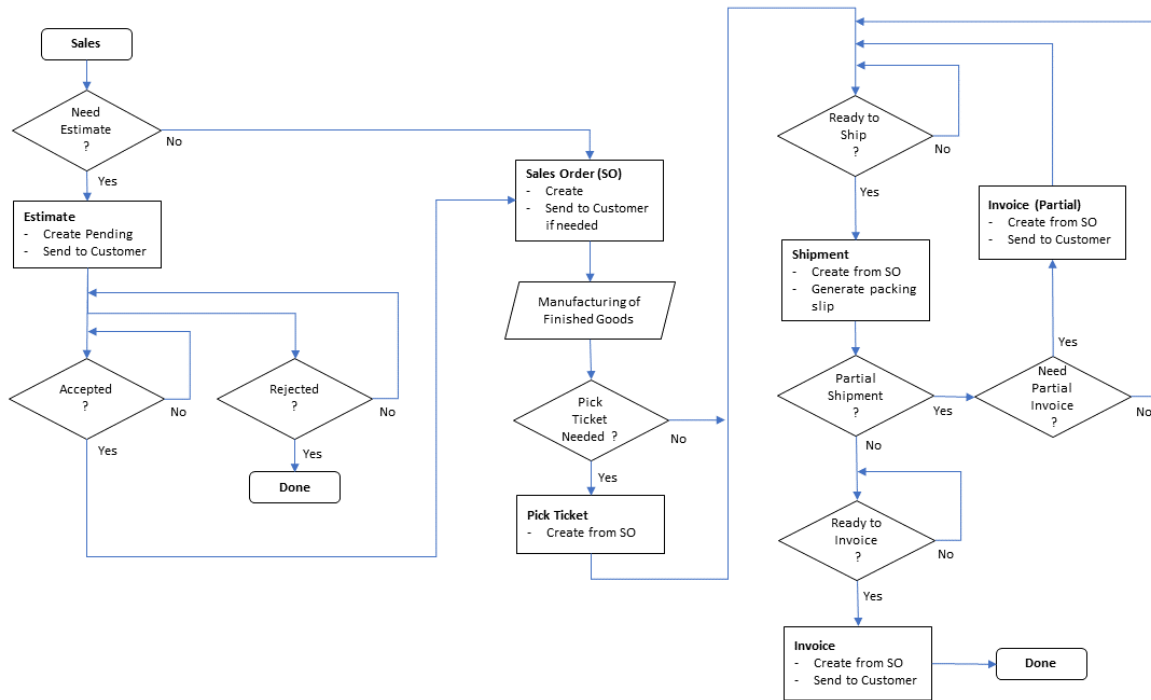 Sales
Need
Estimate
?
No
Yes
Estimate
- Create Pending
- Send to Customer
Accepted
?
No
Yes
Rejected
?
No
Yes
Done
Sales Order (SO)
- Create
- Send to Customer
if needed
Manufacturing of
Finished Goods
Pick
Ticket
Needed ?
No
Yes
Pick Ticket
- Create from SO
Ready to
Ship
?
No
Yes
Shipment
- Create from SO
- Generate packing
slip
Partial
Shipment
?
Yes
No
Need
Partial
Invoice
?
Yes
No
Invoice (Partial)
- Create from SO
- Send to Customer
Ready to
Invoice
?
No
Yes
Invoice
- Create from SO
- Send to Customer
Done